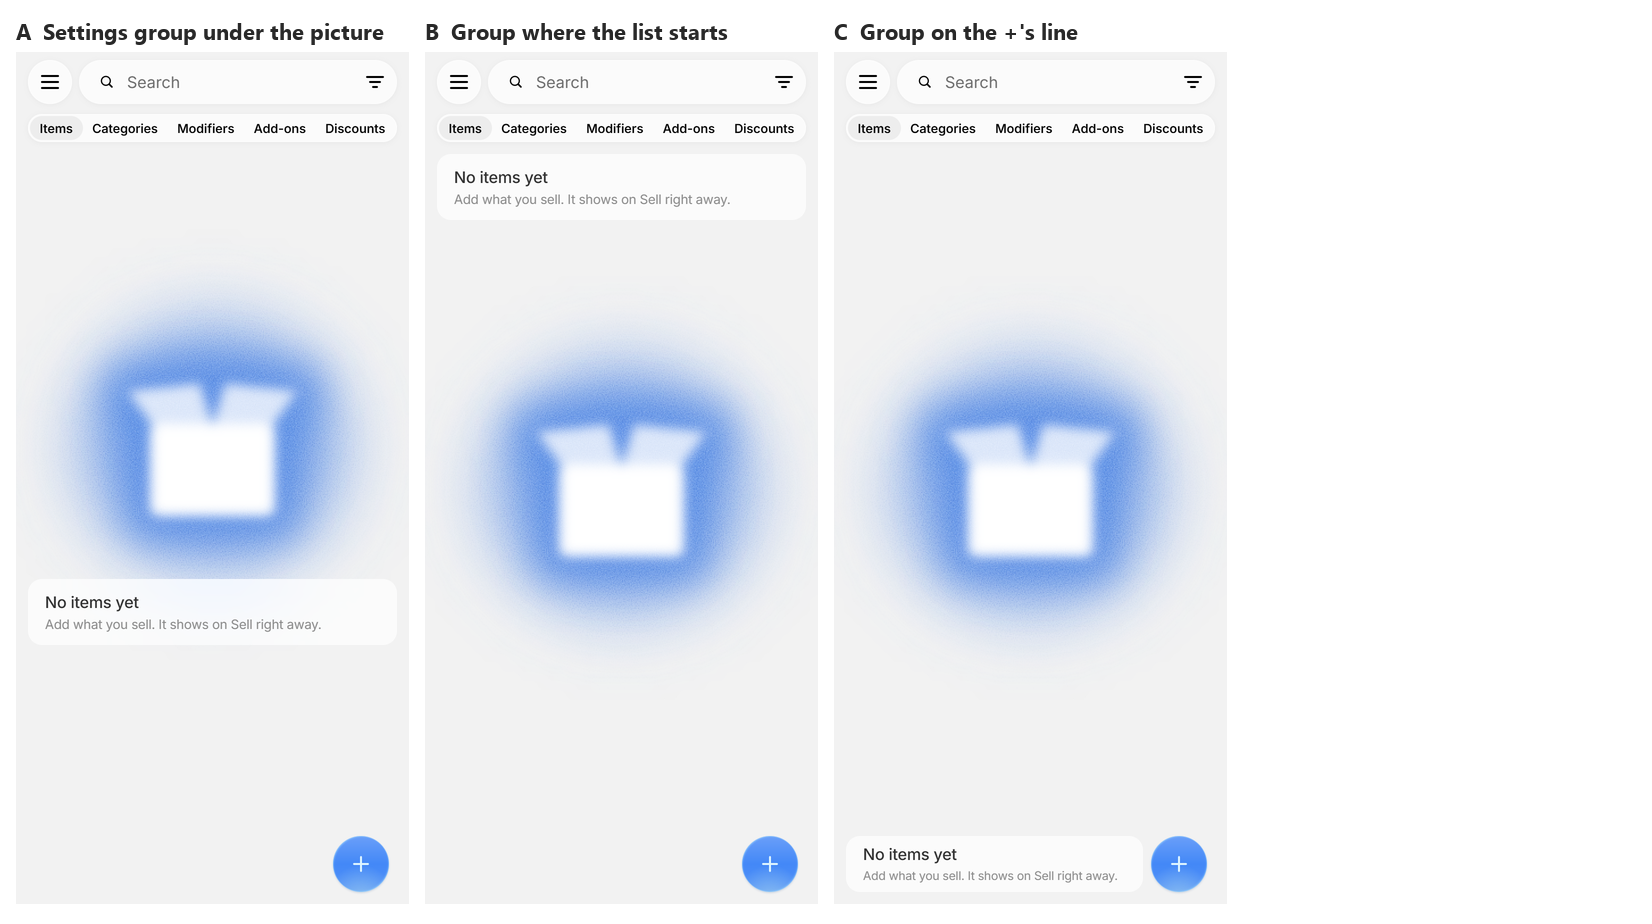 A Settings group under the picture
Search
Items Categories Modifiers Add-ons Discounts
No items yet
Add what you sell. It shows on Sell right away.
B Group where the list starts
Search
Items Categories Modifiers Add-ons Discounts
No items yet
Add what you sell. It shows on Sell right away.
C Group on the +'s line
Search
Items Categories Modifiers Add-ons Discounts
No items yet
Add what you sell. It shows on Sell right away.